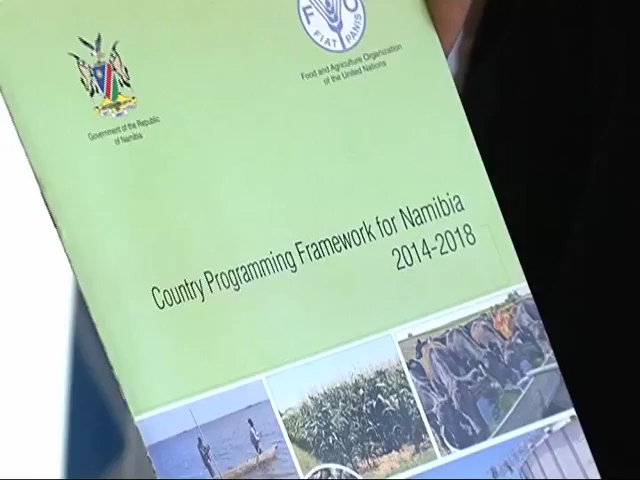 FAO
FIAT PANIS
Government of the Republic
of Namibia
Food and Agriculture Organization
of the United Nations
Country Programming Framework for Namibia
2014-2018